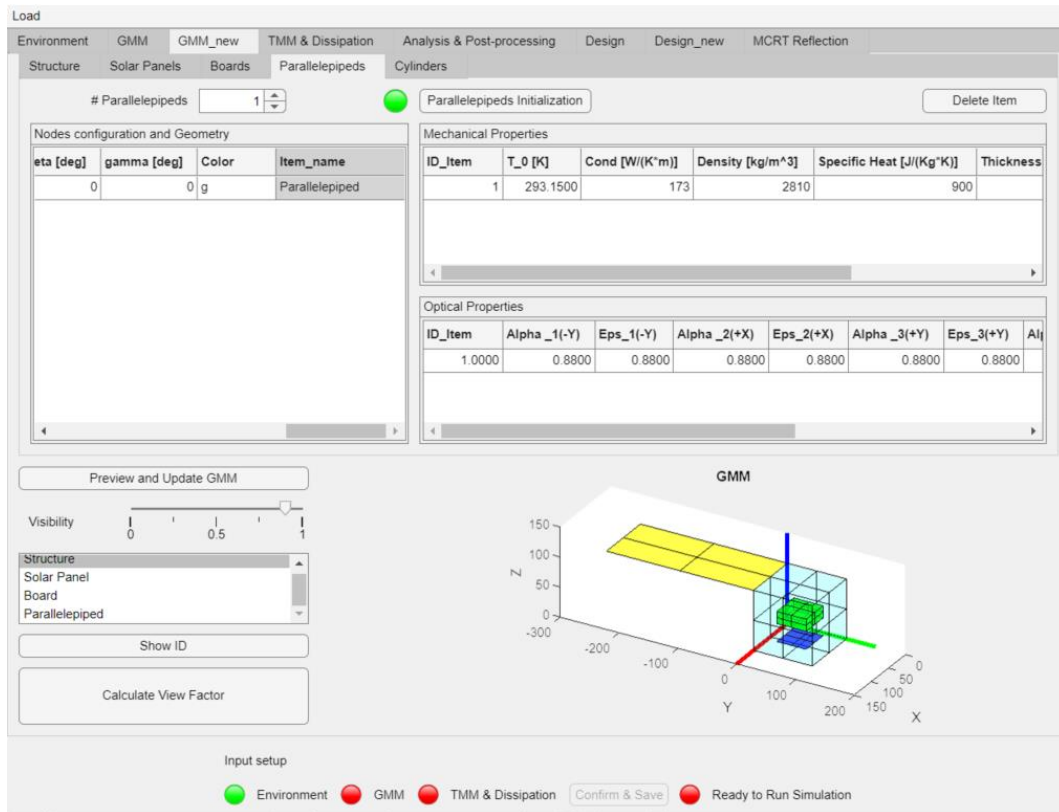 Load
Environment GMM GMM_new TMM & Dissipation Analysis & Post-processing Design Design_new MCRT Reflection
Structure Solar Panels Boards Parallelepipeds Cylinders
# Parallelepipeds 1 Parallelepipeds Initialization Delete Item
Nodes configuration and Geometry
eta [deg] gamma [deg] Color Item_name
0 0 g Parallelepiped
Mechanical Properties
ID_Item T_0 [K] Cond [W/(K*m)] Density [kg/m^3] Specific Heat [J/(Kg*K)] Thickness
1 293.1500 173 2810 900
Optical Properties
ID_Item Alpha _1(-Y) Eps_1(-Y) Alpha _2(+X) Eps_2(+X) Alpha _3(+Y) Eps_3(+Y)
1.0000 0.8800 0.8800 0.8800 0.8800 0.8800 0.8800
Preview and Update GMM
Visibility
0 0.5 1
Structure
Solar Panel
Board
Parallelepiped
Show ID
Calculate View Factor
GMM
150
100
50
0
Z
-300 -200 -100 0 100 200
Y
0
50
100
150
X
Input setup
Environment GMM TMM & Dissipation Confirm & Save Ready to Run Simulation